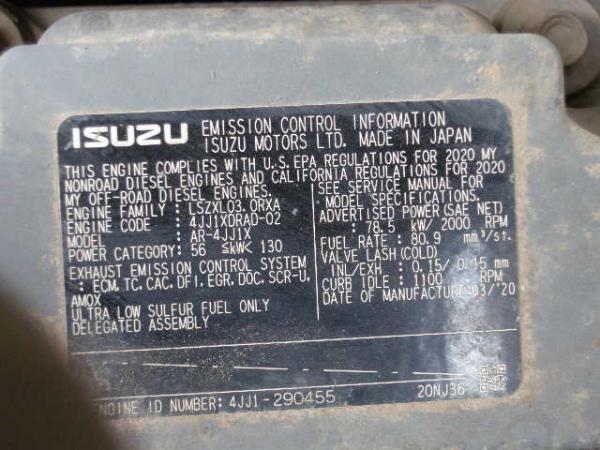 ISUZU EMISSION CONTROL INFORMATION
ISUZU MOTORS LTD. MADE IN JAPAN
THIS ENGINE COMPLIES WITH U.S.EPA REGULATIONS FOR 2020 MY
NONROAD DIESEL ENGINES AND CALIFORNIA REGULATIONS FOR 2020
MY OFF-ROAD DIESEL ENGINES.
ENGINE FAMILY : LSZXL03.0RXA
ENGINE CODE : 4JJ1XDRAD-02
MODEL : AR-4JJ1X
POWER CATEGORY: 56 ≤kW< 130
EXHAUST EMISSION CONTROL SYSTEM
: ECM, TC, CAC, DFI, EGR, DOC, SCR-U,
AMOX
ULTRA LOW SULFUR FUEL ONLY
DELEGATED ASSEMBLY
SEE SERVICE MANUAL FOR
MODEL SPECIFICATIONS.
ADVERTISED POWER(SAE NET)
: 78.5 kW/ 2000 RPM
FUEL RATE : 80.9 mm³/st.
VALVE LASH (COLD)
INL/EXH : 0.15/ 0.15 mm
CURB IDLE : 1100 RPM
DATE OF MANUFACTURE:03/'20
ENGINE ID NUMBER: 4JJ1-290455
20NJ36